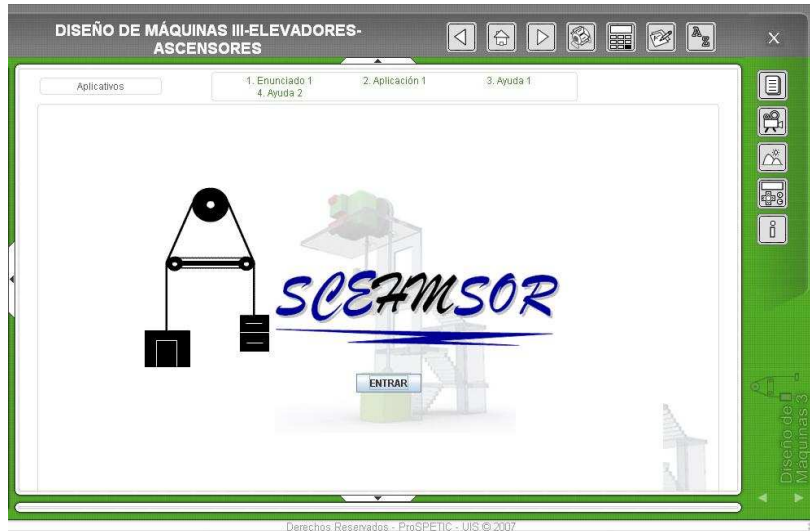 DISEÑO DE MÁQUINAS III-ELEVADORES-
ASCENSORES
A
Z
X
Aplicativos
1. Enunciado 1
2. Aplicación 1
3. Ayuda 1
4. Ayuda 2
SCEHMSOR
ENTRAR
Diseño de
Maquinas 3
Derechos Reservados - ProSPETIC - UIS © 2007